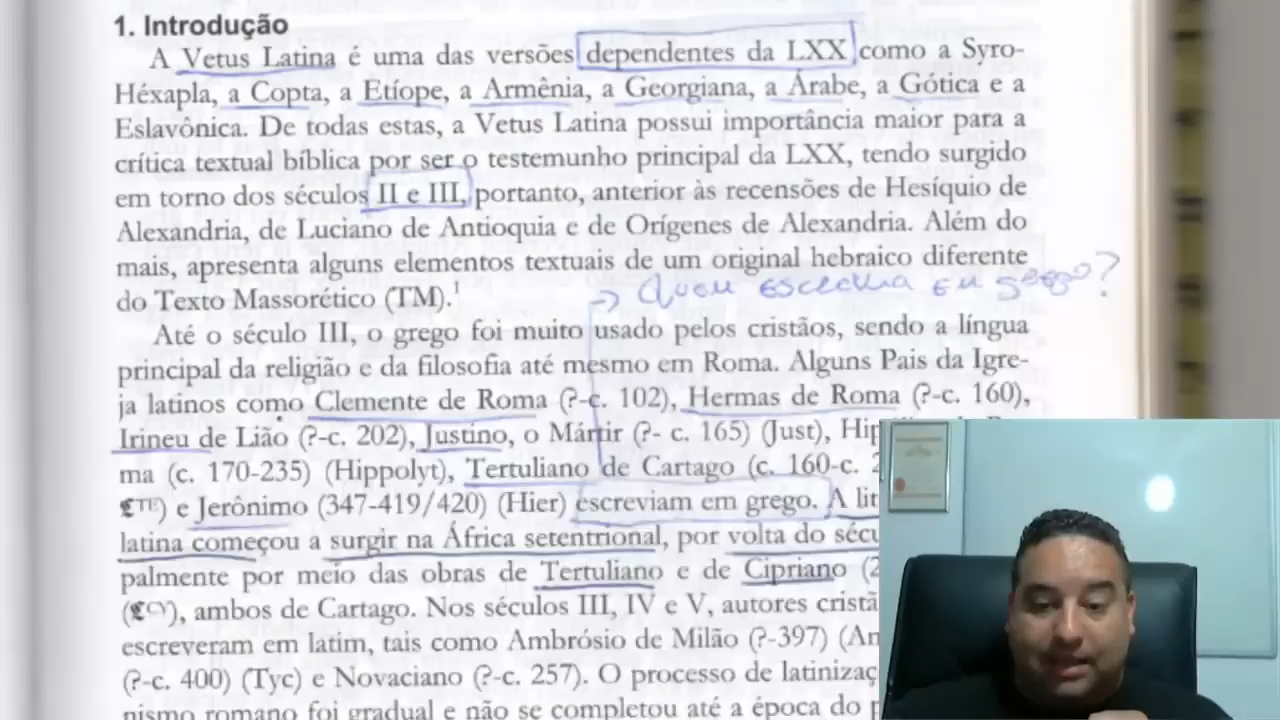 1. Introdução
A Vetus Latina é uma das versões dependentes da LXX como a Syro-
Héxapla, a Copta, a Etíope, a Armênia, a Georgiana, a Árabe, a Gótica e a
Eslavônica. De todas estas, a Vetus Latina possui importância maior para a
crítica textual bíblica por ser o testemunho principal da LXX, tendo surgido
em torno dos séculos II e III, portanto, anterior às recensões de Hesíquio de
Alexandria, de Luciano de Antioquia e de Orígenes de Alexandria. Além do
mais, apresenta alguns elementos textuais de um original hebraico diferente
do Texto Massorético (TM).¹
→ Quem escrevia em grego?
Até o século III, o grego foi muito usado pelos cristãos, sendo a língua
principal da religião e da filosofia até mesmo em Roma. Alguns Pais da Igre-
ja latinos como Clemente de Roma (?-c. 102), Hermas de Roma (?-c. 160),
Irineu de Lião (?-c. 202), Justino, o Mártir (?- c. 165) (Just),
ma (c. 170-235) (Hippolyt), Tertuliano de Cartago (c. 160-c.
e Jerônimo (347-419/420) (Hier) escreviam em grego. A
latina começou a surgir na África setentrional, por volta do
palmente por meio das obras de Tertuliano e de Cipriano
ambos de Cartago. Nos séculos III, IV e V, autores
escreveram em latim, tais como Ambrósio de Milão (?-397)
(?-c. 400) (Tyc) e Novaciano (?-c. 257). O processo de
nismo romano foi gradual e não se completou até a época do